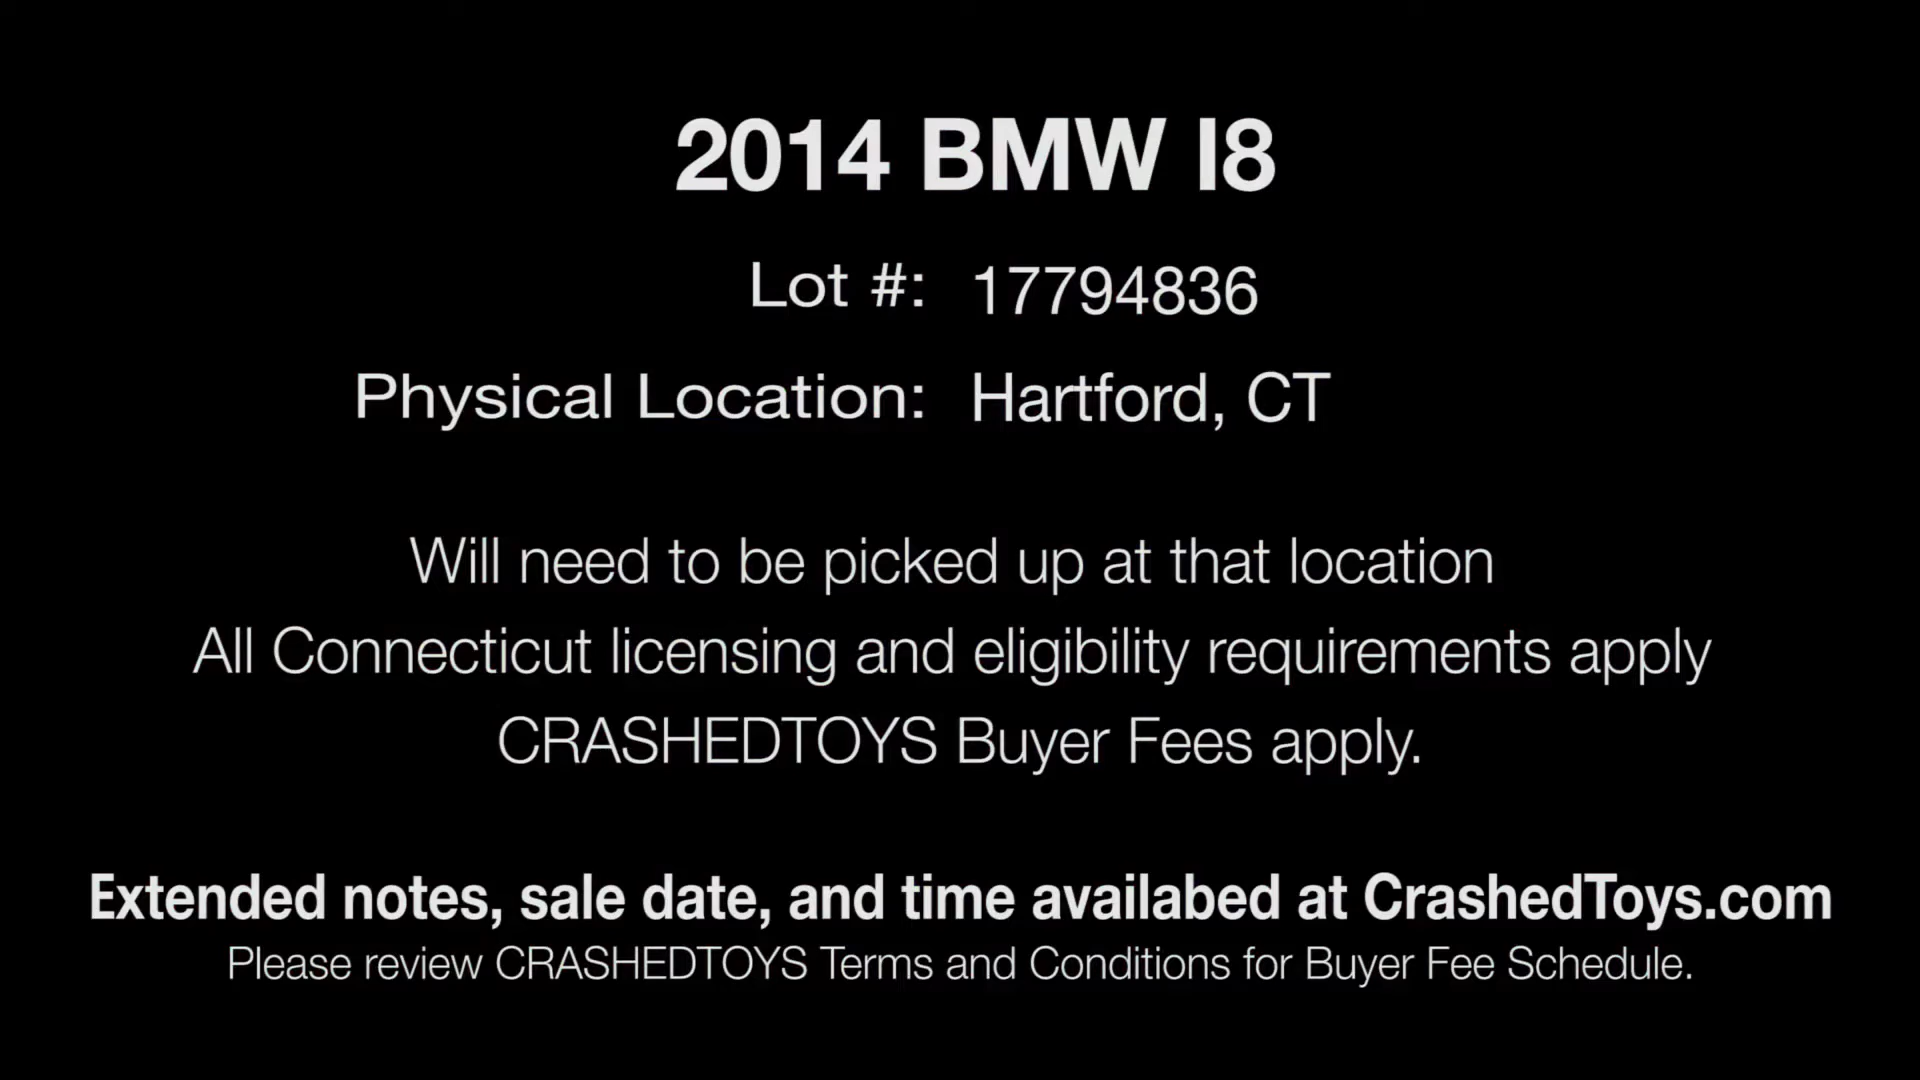 2014 BMW I8
Lot #: 17794836
Physical Location: Hartford, CT
Will need to be picked up at that location
All Connecticut licensing and eligibility requirements apply
CRASHEDTOYS Buyer Fees apply.
Extended notes, sale date, and time availabed at CrashedToys.com
Please review CRASHEDTOYS Terms and Conditions for Buyer Fee Schedule.